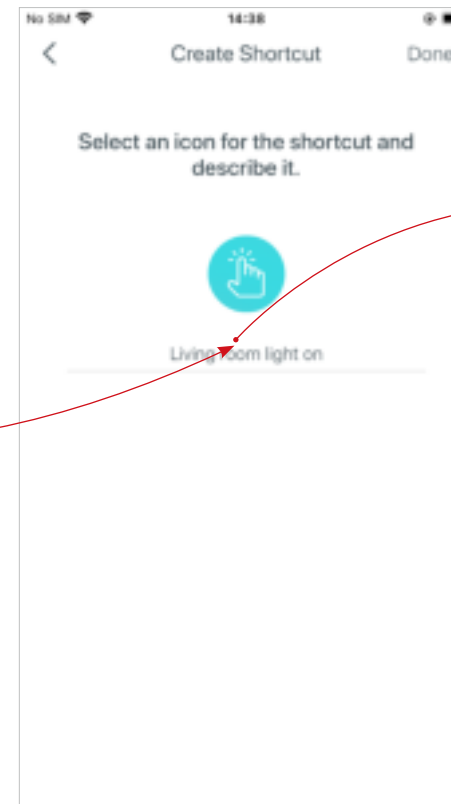 No SIM 14:38
Create Shortcut Done
Select an icon for the shortcut and
describe it.
Living room light on